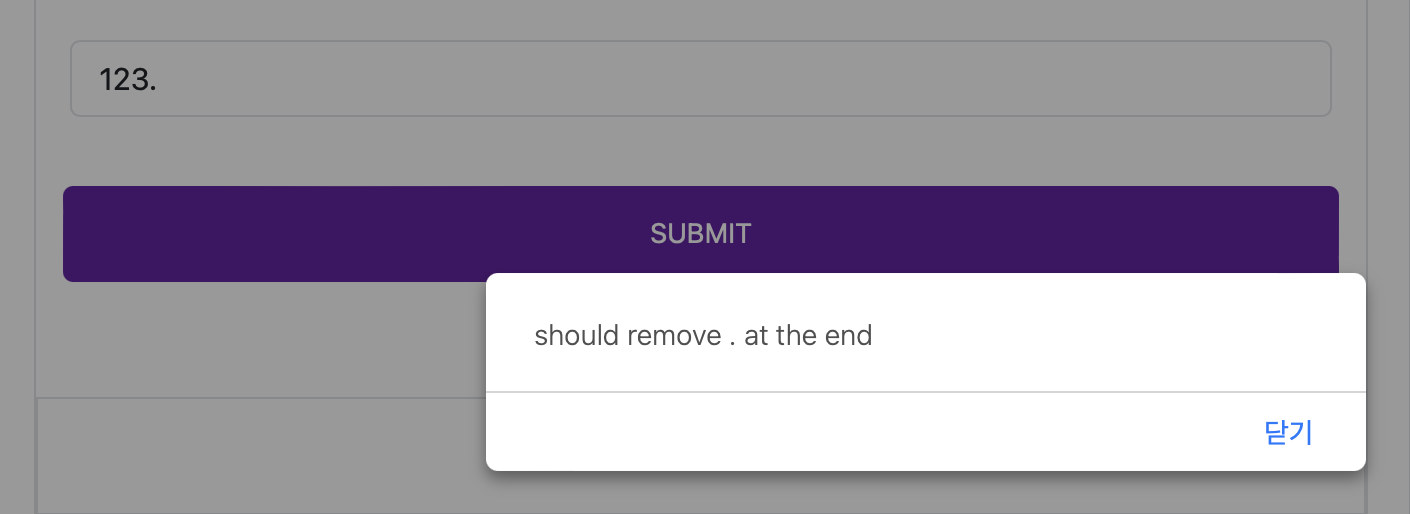 123.
SUBMIT
should remove . at the end
닫기